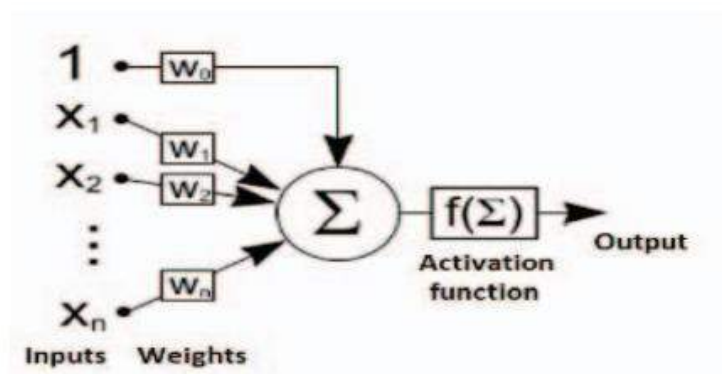 1 W₀
X₁
W₁
X₂ W₂
Σ f(Σ) Output
Activation
function
⋮
Wₙ
Xₙ
Inputs Weights